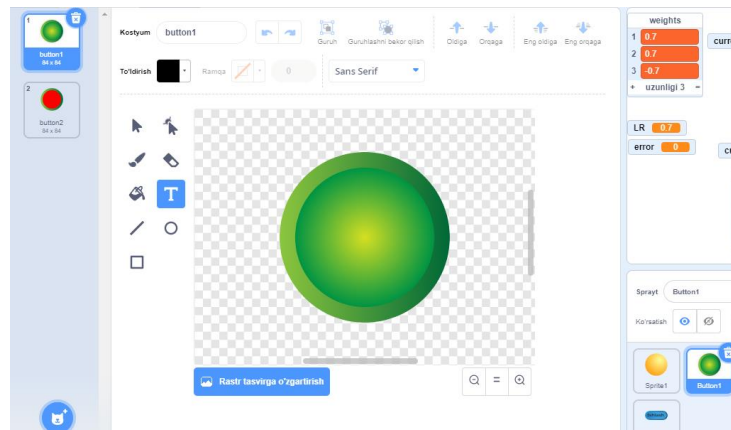 1
button1
84 x 84
2
button2
84 x 84
Kostyum
button1
Guruh
Guruhlashni bekor qilish
Oldiga
Orqaga
Eng oldiga
Eng orqaga
To'ldirish
Ramqa
0
Sans Serif
T
Rastr tasvirga o'zgartirish
weights
1 0.7
2 0.7
3 -0.7
+ uzunligi 3 =
LR 0.7
error 0
Sprayt
Button1
Ko'rsatish
Sprite1
Button1